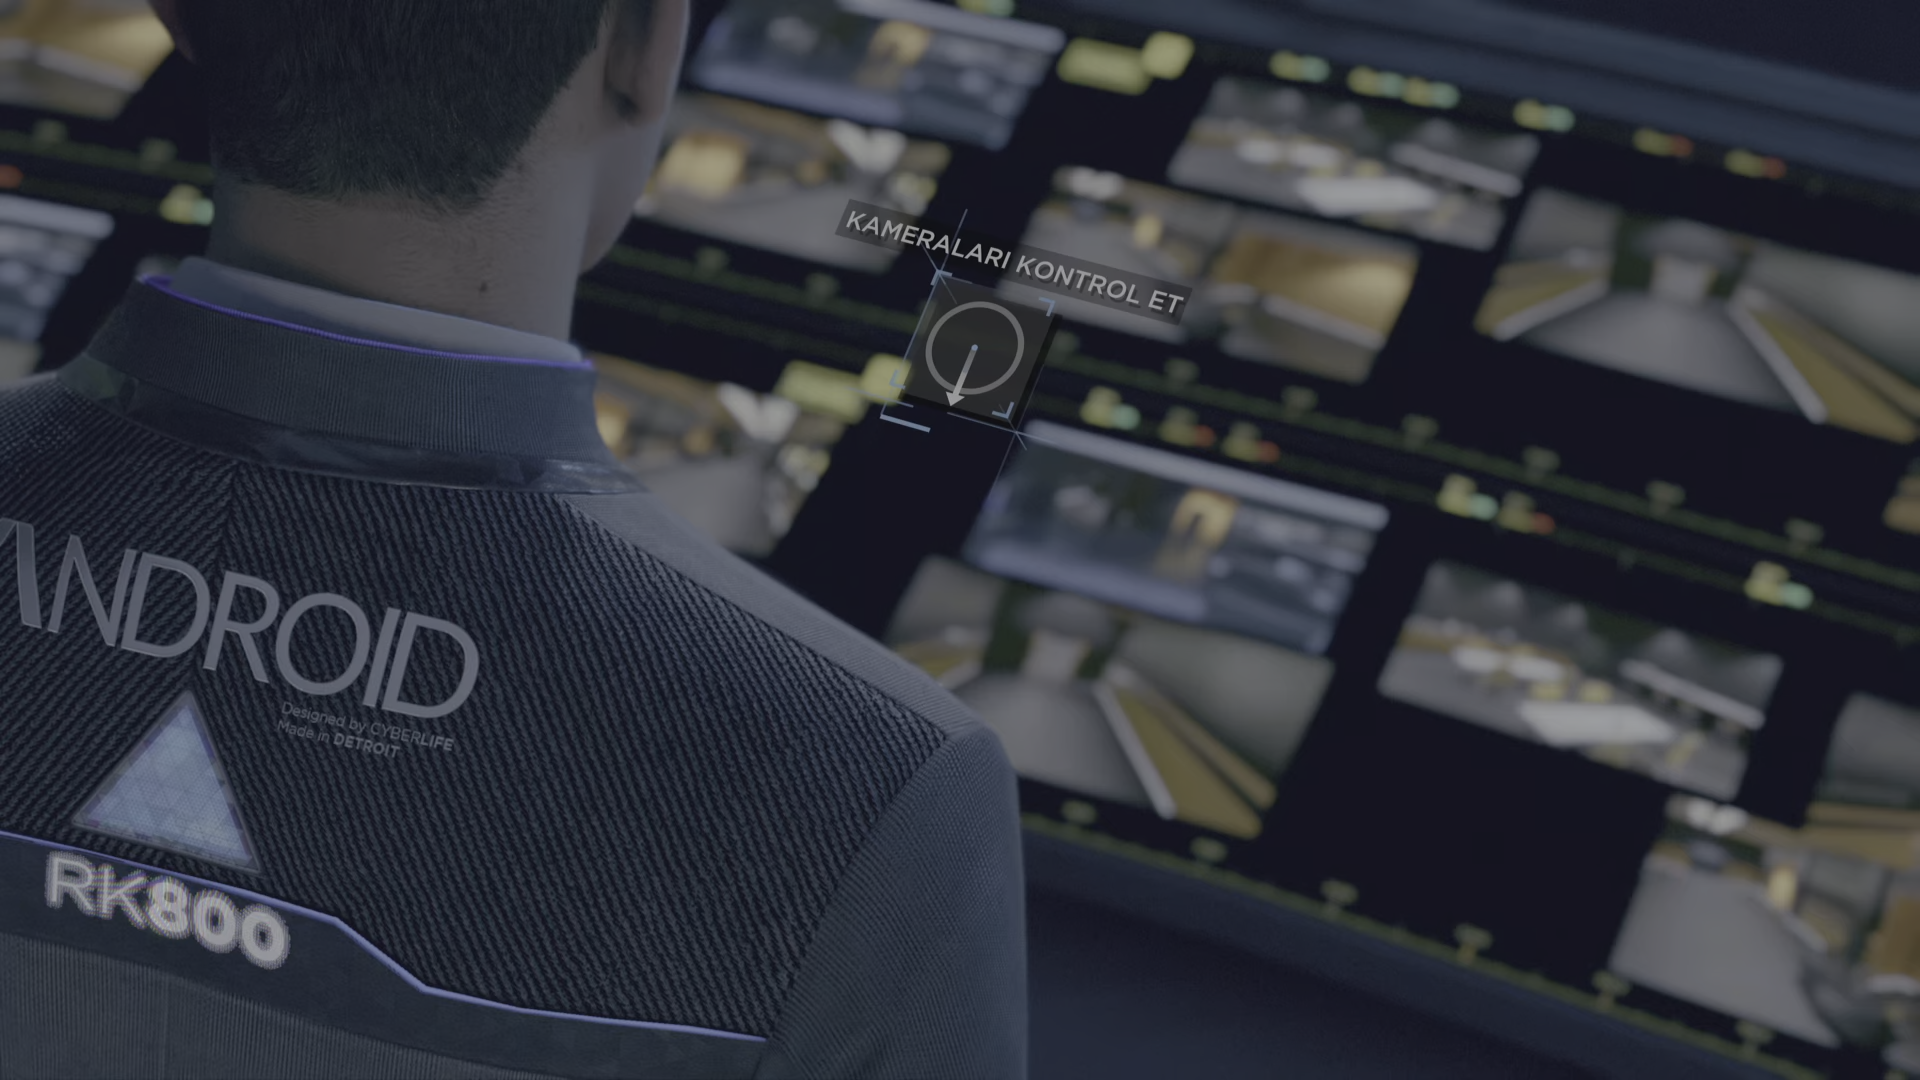 KAMERALARI KONTROL ET
ANDROID
Designed by CYBERLIFE
Made in DETROIT
RK800